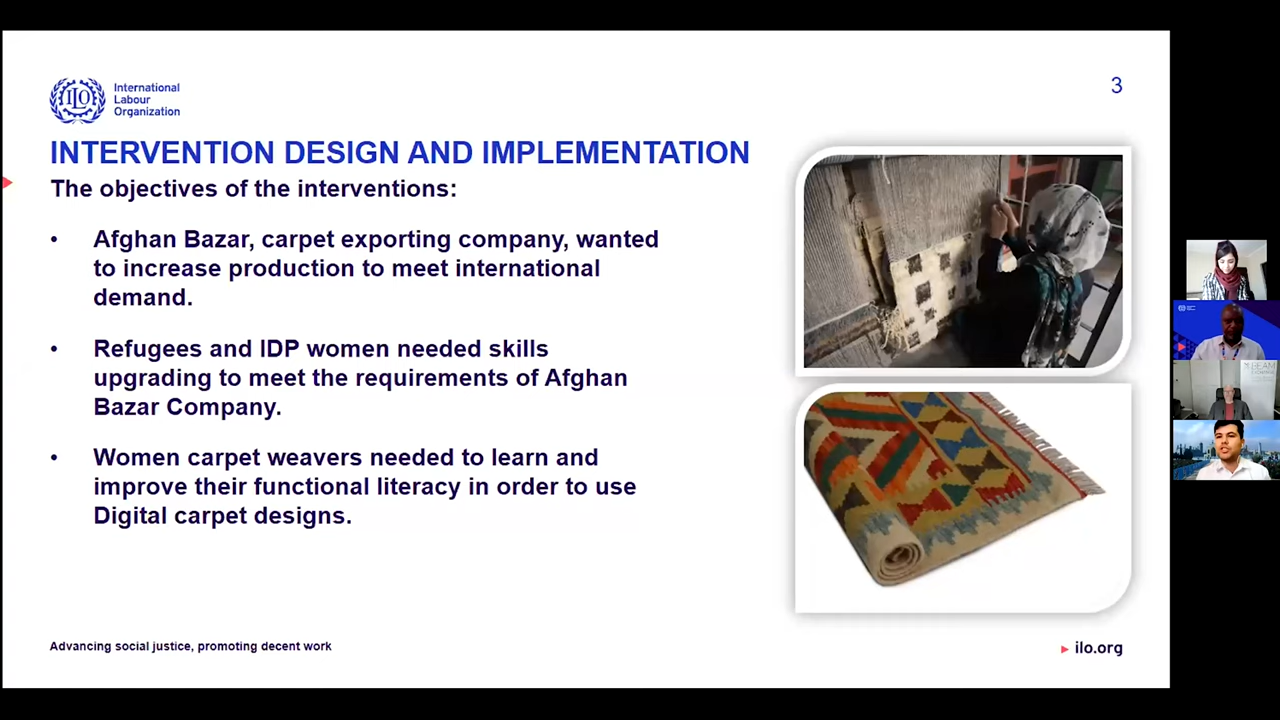 3
ILO
International
Labour
Organization
INTERVENTION DESIGN AND IMPLEMENTATION
The objectives of the interventions:
• Afghan Bazar, carpet exporting company, wanted
to increase production to meet international
demand.
• Refugees and IDP women needed skills
upgrading to meet the requirements of Afghan
Bazar Company.
• Women carpet weavers needed to learn and
improve their functional literacy in order to use
Digital carpet designs.
Advancing social justice, promoting decent work
ilo.org
BEAM